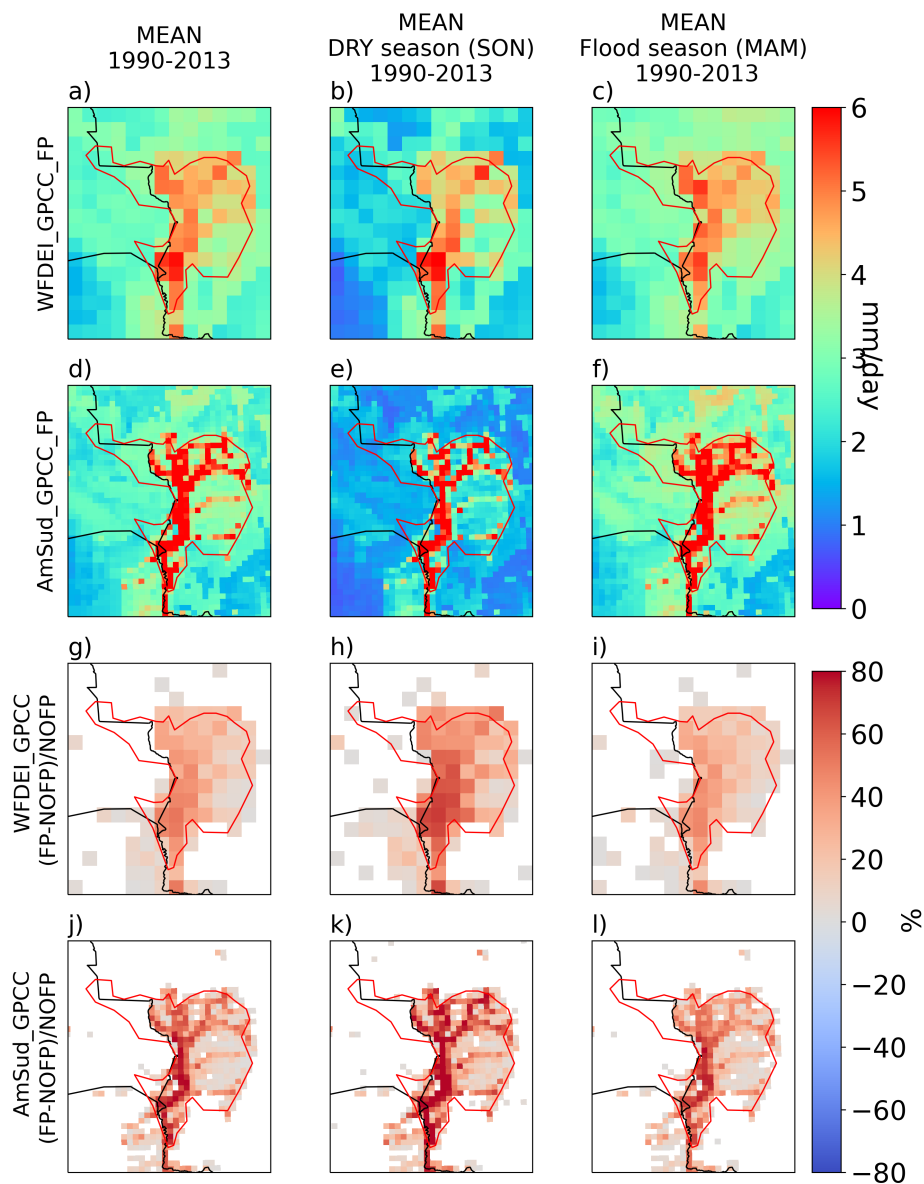 MEAN
1990-2013
MEAN
DRY season (SON)
1990-2013
MEAN
Flood season (MAM)
1990-2013
a)
b)
c)
WFDEI_GPCC_FP
d)
e)
f)
AmSud_GPCC_FP
6
5
4
3
2
1
0
mm/day
g)
h)
i)
WFDEI_GPCC
(FP-NOFP)/NOFP
j)
k)
l)
AmSud_GPCC
(FP-NOFP)/NOFP
80
60
40
20
0
−20
−40
−60
−80
%